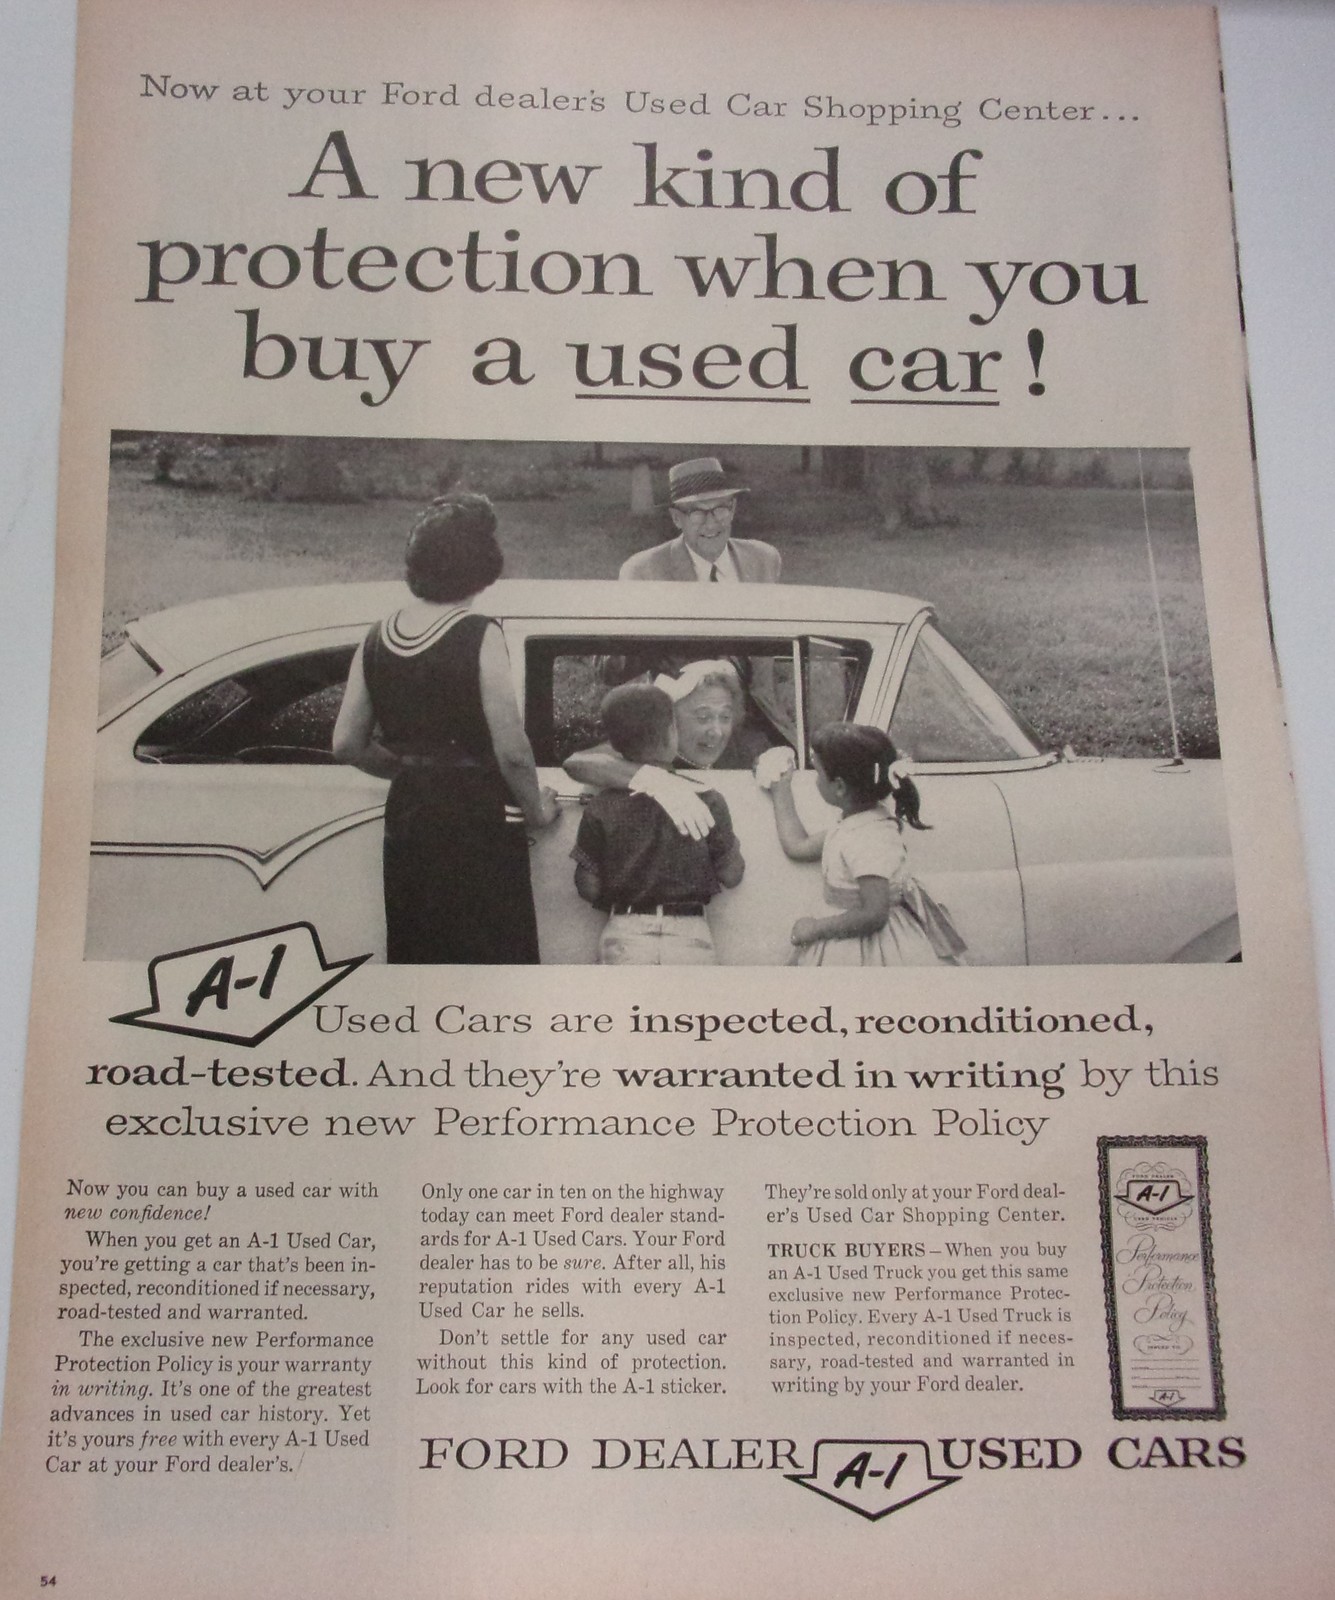 Now at your Ford dealer's Used Car Shopping Center...
A new kind of
protection when you
buy a used car!
A-1
Used Cars are inspected, reconditioned,
road-tested. And they're warranted in writing by this
exclusive new Performance Protection Policy
Now you can buy a used car with
new confidence!
When you get an A-1 Used Car,
you're getting a car that's been in-
spected, reconditioned if necessary,
road-tested and warranted.
The exclusive new Performance
Protection Policy is your warranty
in writing. It's one of the greatest
advances in used car history. Yet
it's yours free with every A-1 Used
Car at your Ford dealer's.
Only one car in ten on the highway
today can meet Ford dealer stand-
ards for A-1 Used Cars. Your Ford
dealer has to be sure. After all, his
reputation rides with every A-1
Used Car he sells.
Don't settle for any used car
without this kind of protection.
Look for cars with the A-1 sticker.
They're sold only at your Ford deal-
er's Used Car Shopping Center.
TRUCK BUYERS – When you buy
an A-1 Used Truck you get this same
exclusive new Performance Protec-
tion Policy. Every A-1 Used Truck is
inspected, reconditioned if neces-
sary, road-tested and warranted in
writing by your Ford dealer.
FORD DEALER
A-1
USED VEHICLE
Performance
Protection
Policy
ISSUED TO
A-1
FORD DEALER A-1 USED CARS
54